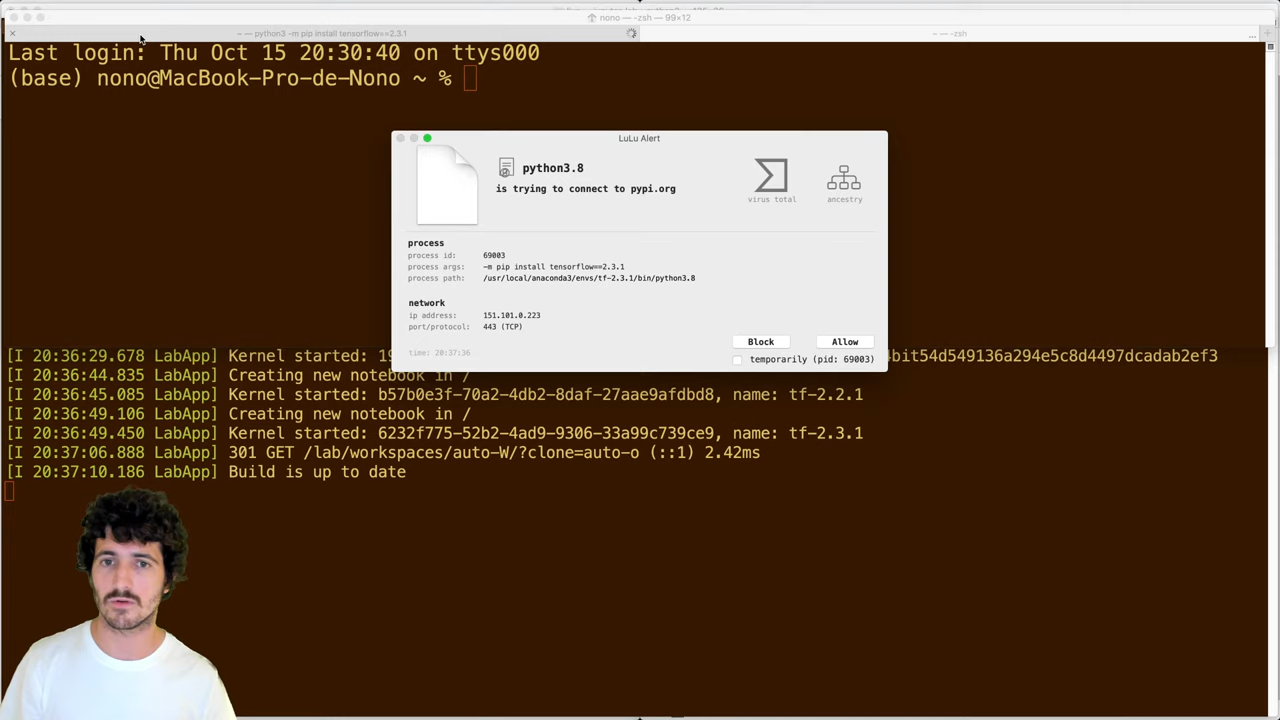 nono — -zsh — 99×12
~ — python3 -m pip install tensorflow==2.3.1
~ — -zsh
Last login: Thu Oct 15 20:30:40 on ttys000
(base) nono@MacBook-Pro-de-Nono ~ %
LuLu Alert
python3.8
is trying to connect to pypi.org
virus total
ancestry
process
process id: 69003
process args: -m pip install tensorflow==2.3.1
process path: /usr/local/anaconda3/envs/tf-2.3.1/bin/python3.8
network
ip address: 151.101.0.223
port/protocol: 443 (TCP)
Block
Allow
time: 20:37:36
temporarily (pid: 69003)
[I 20:36:29.678 LabApp] Kernel started: 19 4bit54d549136a294e5c8d4497dcadab2ef3
[I 20:36:44.835 LabApp] Creating new notebook in /
[I 20:36:45.085 LabApp] Kernel started: b57b0e3f-70a2-4db2-8daf-27aae9afdbd8, name: tf-2.2.1
[I 20:36:49.106 LabApp] Creating new notebook in /
[I 20:36:49.450 LabApp] Kernel started: 6232f775-52b2-4ad9-9306-33a99c739ce9, name: tf-2.3.1
[I 20:37:06.888 LabApp] 301 GET /lab/workspaces/auto-W/?clone=auto-o (::1) 2.42ms
[I 20:37:10.186 LabApp] Build is up to date